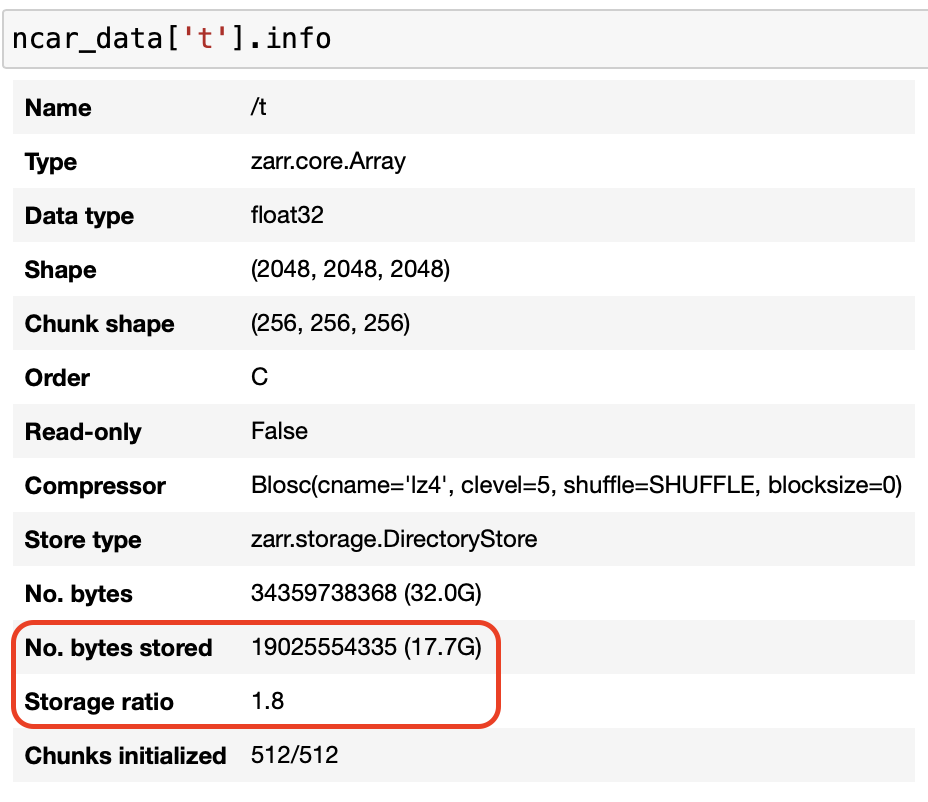 ncar_data['t'].info
Name /t
Type zarr.core.Array
Data type float32
Shape (2048, 2048, 2048)
Chunk shape (256, 256, 256)
Order C
Read-only False
Compressor Blosc(cname='lz4', clevel=5, shuffle=SHUFFLE, blocksize=0)
Store type zarr.storage.DirectoryStore
No. bytes 34359738368 (32.0G)
No. bytes stored 19025554335 (17.7G)
Storage ratio 1.8
Chunks initialized 512/512